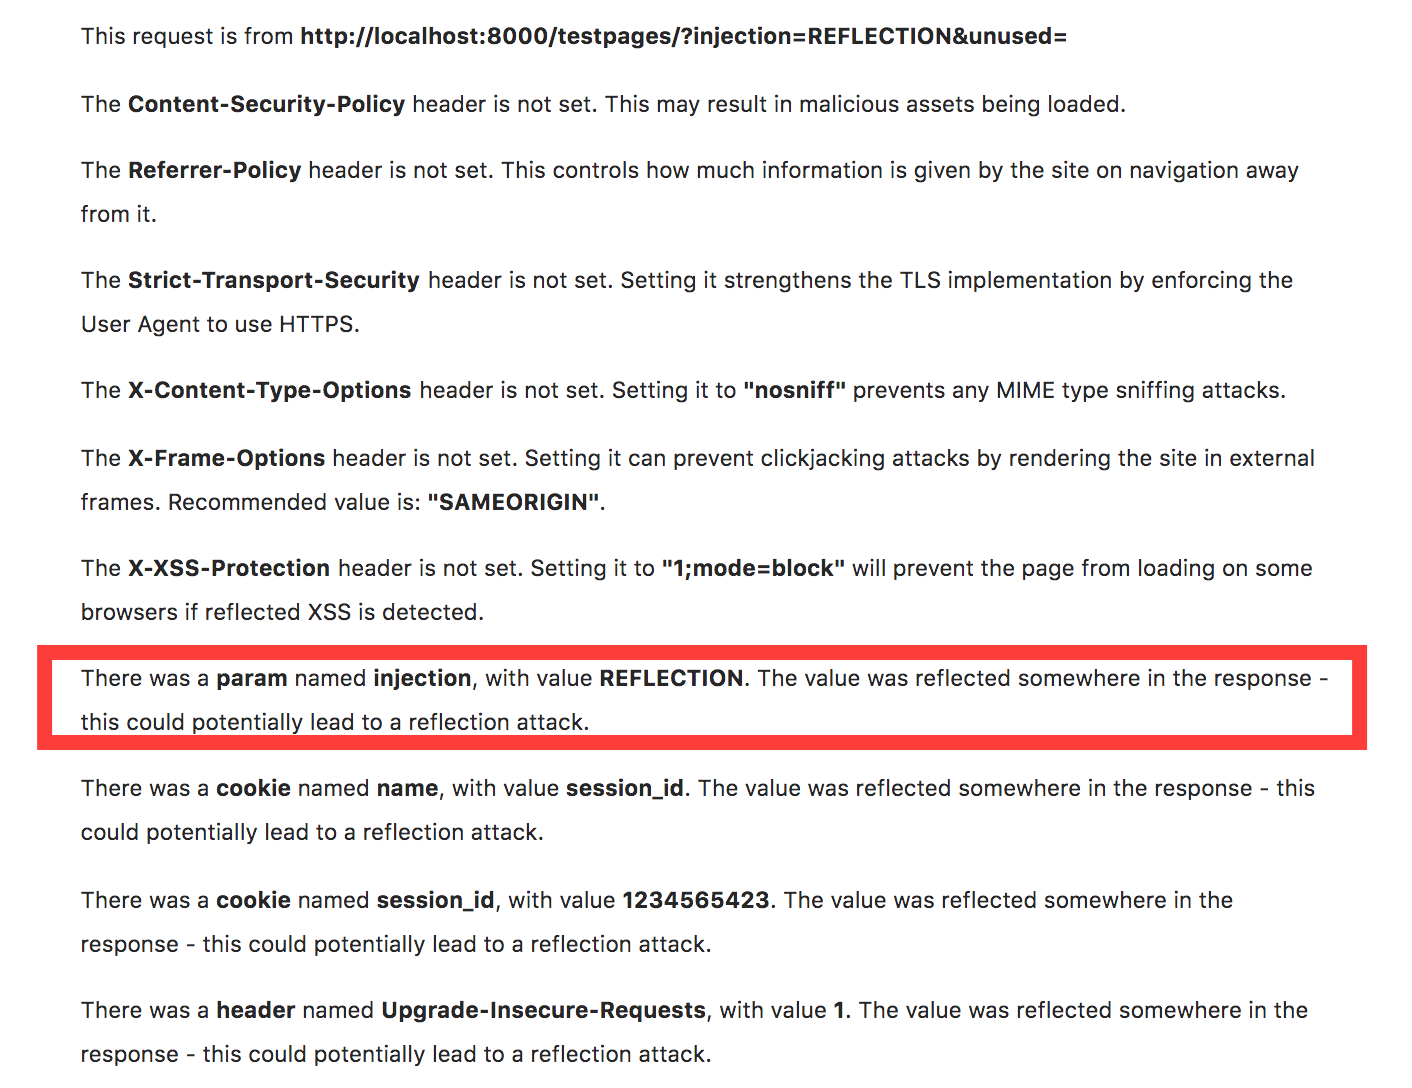 This request is from http://localhost:8000/testpages/?injection=REFLECTION&unused=
The Content-Security-Policy header is not set. This may result in malicious assets being loaded.
The Referrer-Policy header is not set. This controls how much information is given by the site on navigation away
from it.
The Strict-Transport-Security header is not set. Setting it strengthens the TLS implementation by enforcing the
User Agent to use HTTPS.
The X-Content-Type-Options header is not set. Setting it to "nosniff" prevents any MIME type sniffing attacks.
The X-Frame-Options header is not set. Setting it can prevent clickjacking attacks by rendering the site in external
frames. Recommended value is: "SAMEORIGIN".
The X-XSS-Protection header is not set. Setting it to "1;mode=block" will prevent the page from loading on some
browsers if reflected XSS is detected.
There was a param named injection, with value REFLECTION. The value was reflected somewhere in the response -
this could potentially lead to a reflection attack.
There was a cookie named name, with value session_id. The value was reflected somewhere in the response - this
could potentially lead to a reflection attack.
There was a cookie named session_id, with value 1234565423. The value was reflected somewhere in the
response - this could potentially lead to a reflection attack.
There was a header named Upgrade-Insecure-Requests, with value 1. The value was reflected somewhere in the
response - this could potentially lead to a reflection attack.